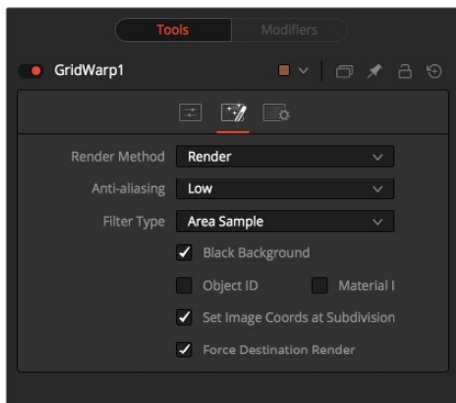 Tools Modifiers
GridWarp1
Render Method Render
Anti-aliasing Low
Filter Type Area Sample
Black Background
Object ID Material I
Set Image Coords at Subdivision
Force Destination Render